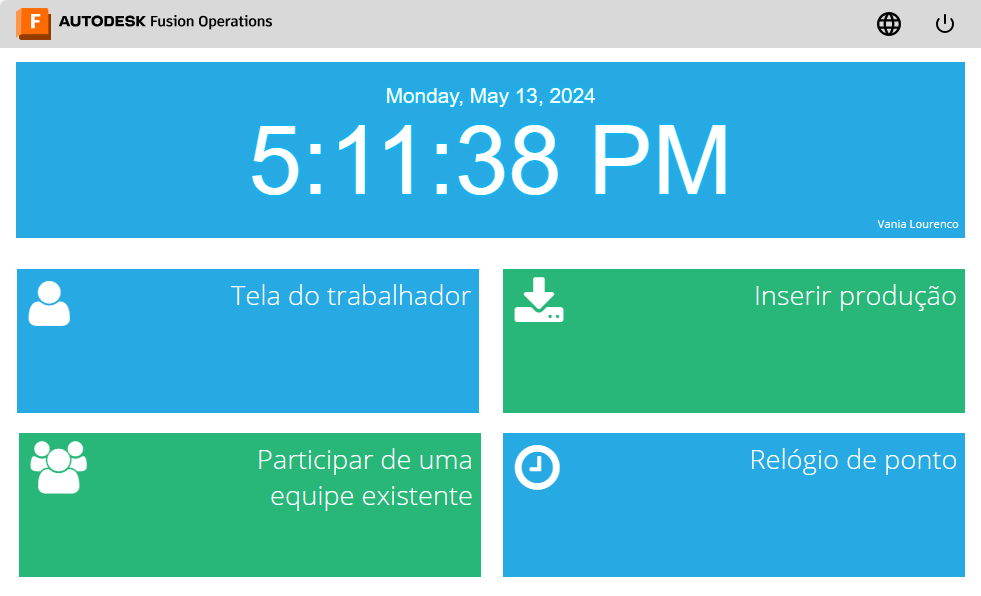 F AUTODESK Fusion Operations
Monday, May 13, 2024
5:11:38 PM
Vania Lourenco
Tela do trabalhador
Inserir produção
Participar de uma
equipe existente
Relógio de ponto